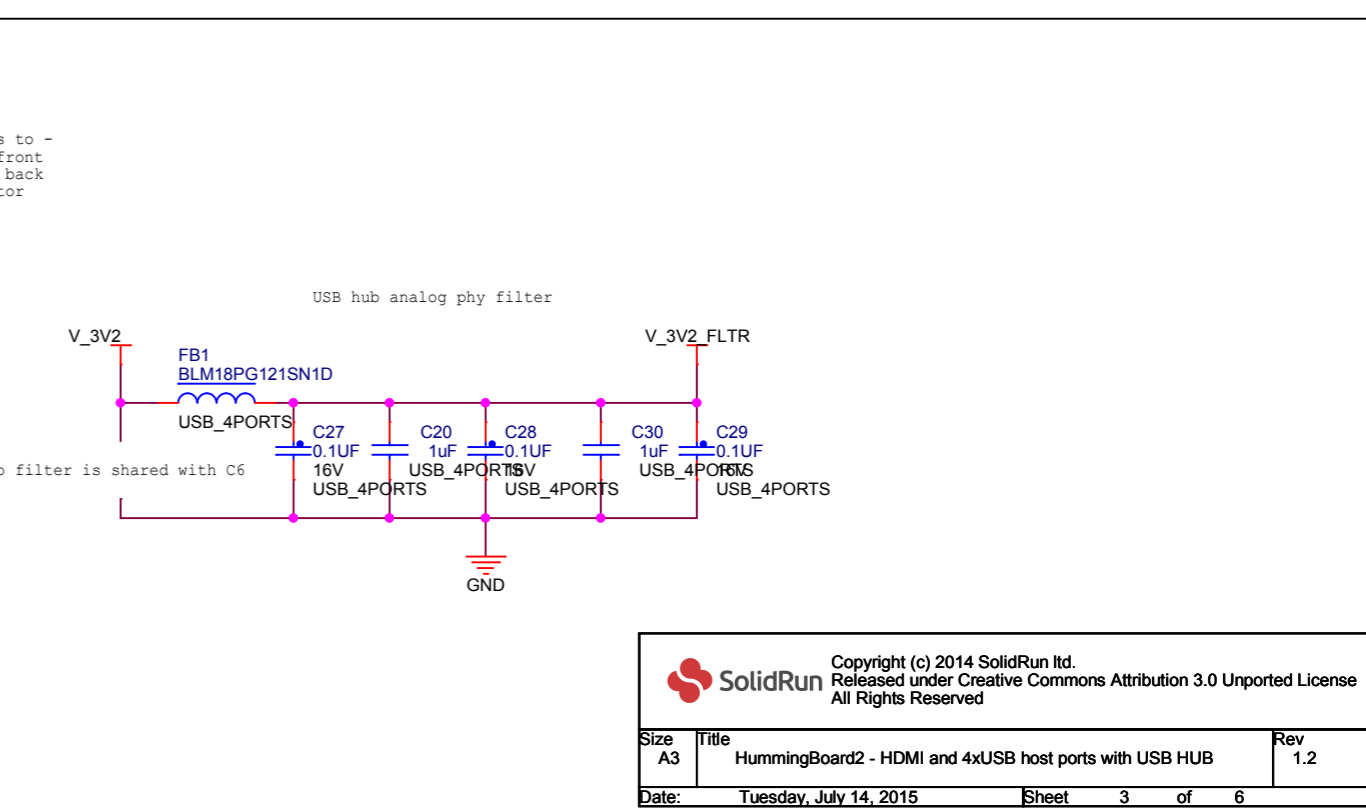 s to -
front
back
tor
USB hub analog phy filter
V_3V2
V_3V2_FLTR
FB1
BLM18PG121SN1D
USB_4PORTS
C27
0.1UF
16V
USB_4PORTS
C20
1uF
USB_4PORTS
C28
0.1UF
16V
USB_4PORTS
C30
1uF
USB_4PORTS
C29
0.1UF
16V
USB_4PORTS
o filter is shared with C6
GND
SolidRun
Copyright (c) 2014 SolidRun ltd.
Released under Creative Commons Attribution 3.0 Unported License
All Rights Reserved
Size
A3
Title
HummingBoard2 - HDMI and 4xUSB host ports with USB HUB
Rev
1.2
Date: Tuesday, July 14, 2015 Sheet 3 of 6